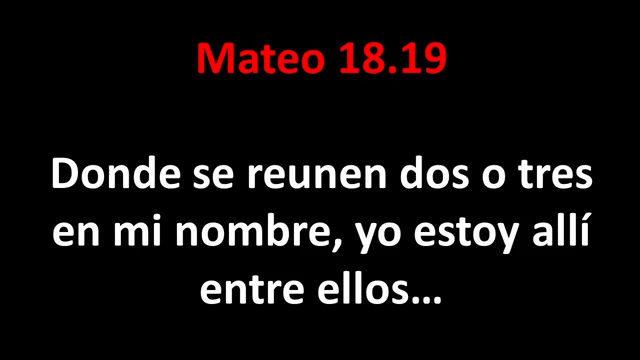 Mateo 18.19
Donde se reunen dos o tres
en mi nombre, yo estoy allí
entre ellos...